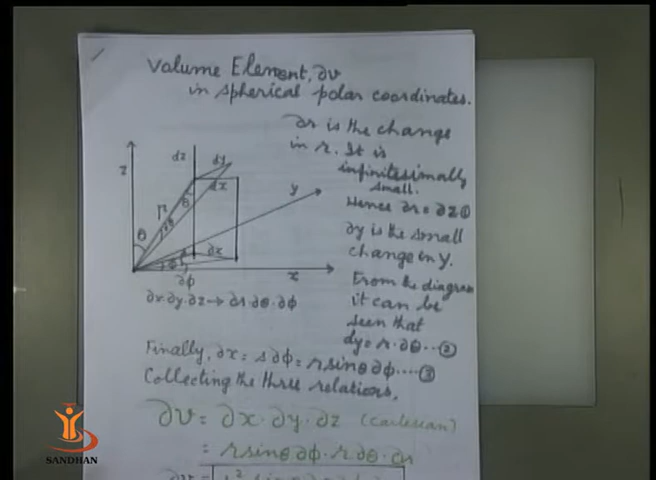 Volume Element, ∂v
in spherical polar coordinates.
∂r is the change
in r. It is
infinitesimally
small.
Hence ∂r = ∂z ①
∂y is the small
change in y.
From the diagram
it can be
seen that
dy = r · ∂θ ... ②
z
dz
dy
dx
y
θ
r
θ
dθ
dx
x
∂ϕ
∂x·∂y·∂z → ∂r·∂θ·∂ϕ
Finally, ∂x = s∂ϕ = r sinθ ∂ϕ .... ③
Collecting the three relations,
∂v = ∂x · ∂y · ∂z (Cartesian)
= r sinθ ∂ϕ · r ∂θ · ∂r
SANDHAN